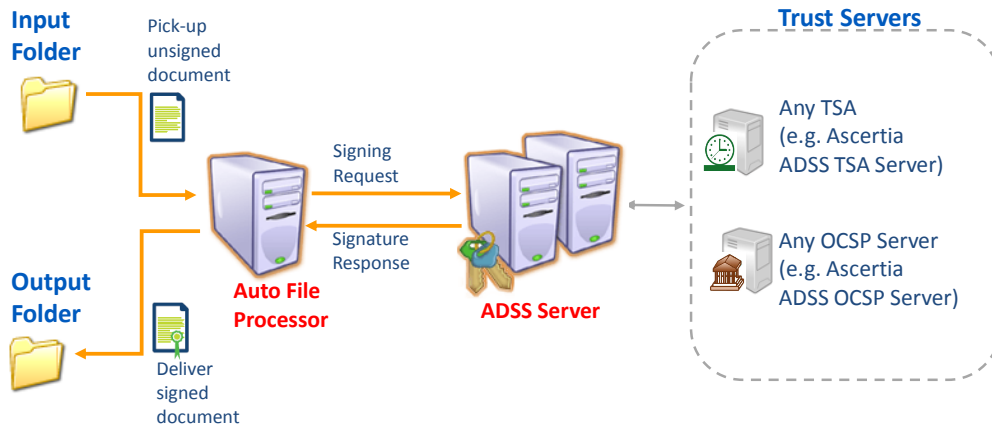 Input
Folder
Pick-up
unsigned
document
Trust Servers
Any TSA
(e.g. Ascertia
ADSS TSA Server)
Signing
Request
Signature
Response
Any OCSP Server
(e.g. Ascertia
ADSS OCSP Server)
Output
Folder
Auto File
Processor
ADSS Server
Deliver
signed
document